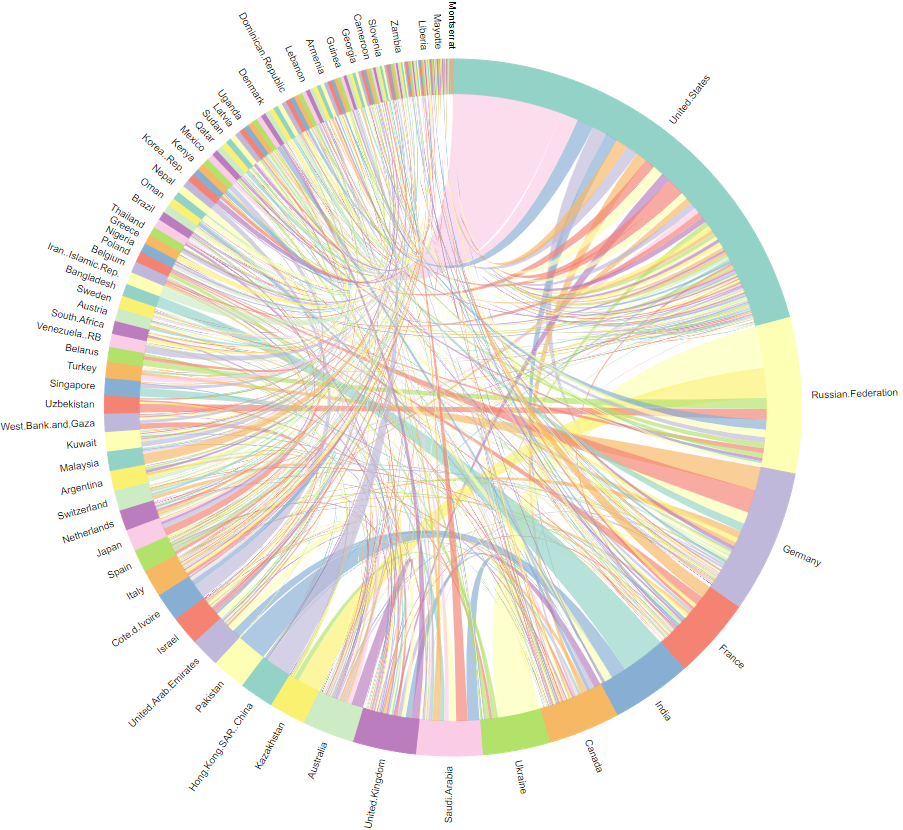 Montserrat
United.States
Russian.Federation
Germany
France
India
Canada
Ukraine
Saudi.Arabia
United.Kingdom
Australia
Kazakhstan
Hong.Kong.SAR..China
Pakistan
United.Arab.Emirates
Israel
Cote.d.Ivoire
Italy
Spain
Japan
Netherlands
Switzerland
Argentina
Malaysia
Kuwait
West.Bank.and.Gaza
Uzbekistan
Singapore
Turkey
Belarus
Venezuela..RB
South.Africa
Austria
Sweden
Bangladesh
Iran..Islamic.Rep.
Belgium
Poland
Nigeria
Greece
Thailand
Brazil
Oman
Nepal
Korea..Rep.
Kenya
Mexico
Qatar
Sudan
Latvia
Uganda
Denmark
Dominican.Republic
Lebanon
Armenia
Guinea
Georgia
Cameroon
Slovenia
Zambia
Liberia
Mayotte